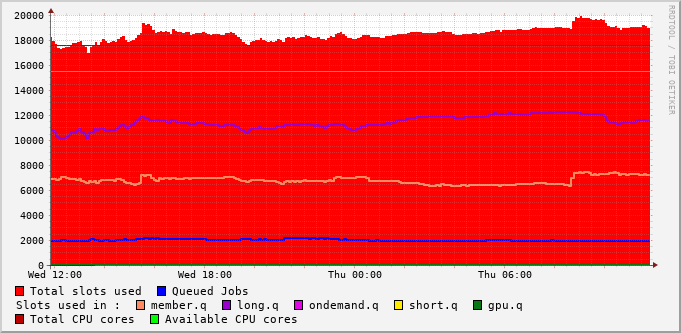 20000
18000
16000
14000
12000
10000
8000
6000
4000
2000
0
Wed 12:00 Wed 18:00 Thu 00:00 Thu 06:00
RRDTOOL / TOBI OETIKER
Total slots used Queued Jobs
Slots used in : member.q long.q ondemand.q short.q gpu.q
Total CPU cores Available CPU cores